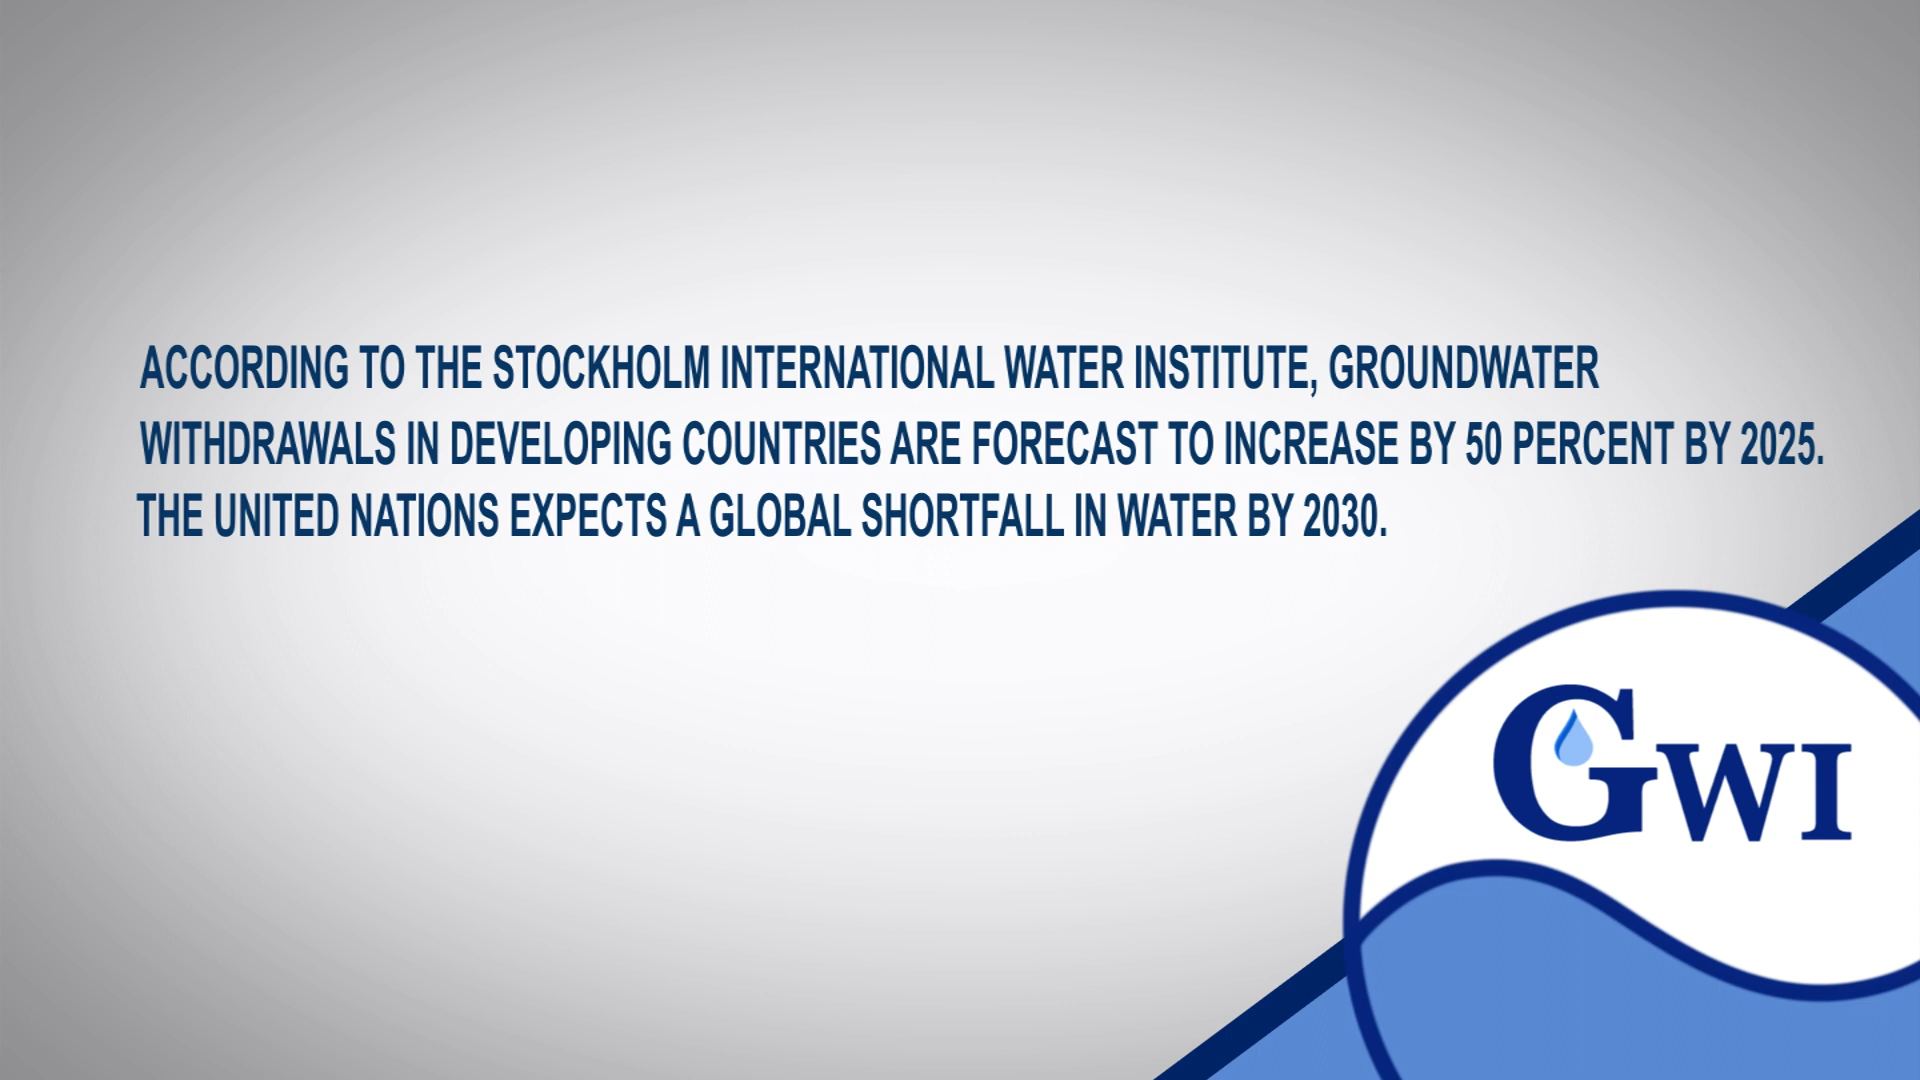 ACCORDING TO THE STOCKHOLM INTERNATIONAL WATER INSTITUTE, GROUNDWATER
WITHDRAWALS IN DEVELOPING COUNTRIES ARE FORECAST TO INCREASE BY 50 PERCENT BY 2025.
THE UNITED NATIONS EXPECTS A GLOBAL SHORTFALL IN WATER BY 2030.
GWI